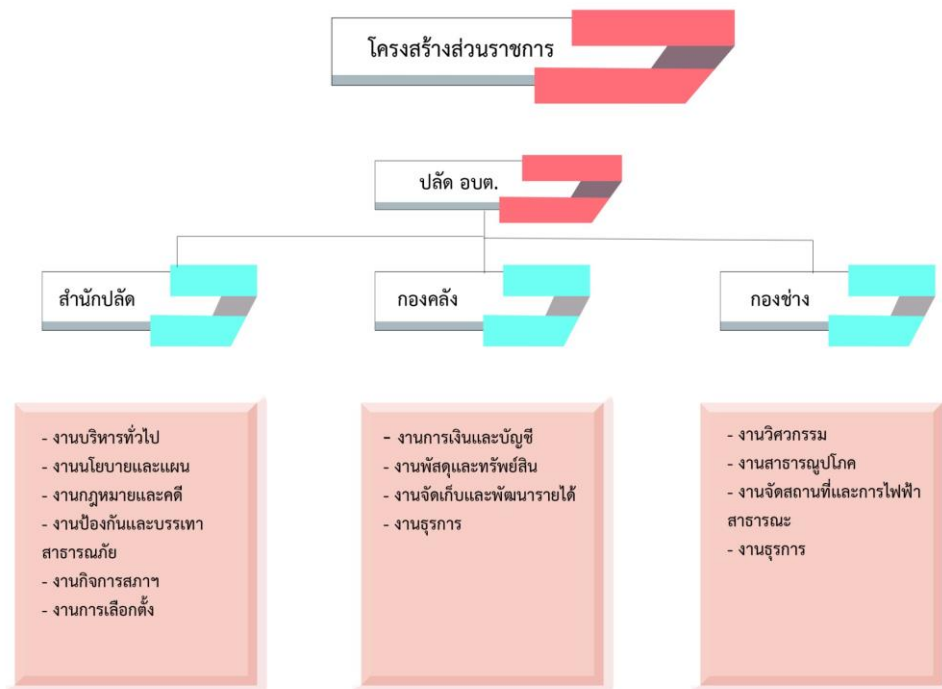 โครงสร้างส่วนราชการ
ปลัด อบต.
สำนักปลัด
กองคลัง
กองช่าง
- งานบริหารทั่วไป
- งานนโยบายและแผน
- งานกฎหมายและคดี
- งานป้องกันและบรรเทา
สาธารณภัย
- งานกิจการสภาฯ
- งานการเลือกตั้ง
- งานการเงินและบัญชี
- งานพัสดุและทรัพย์สิน
- งานจัดเก็บและพัฒนารายได้
- งานธุรการ
- งานวิศวกรรม
- งานสาธารณูปโภค
- งานจัดสถานที่และการไฟฟ้า
สาธารณะ
- งานธุรการ